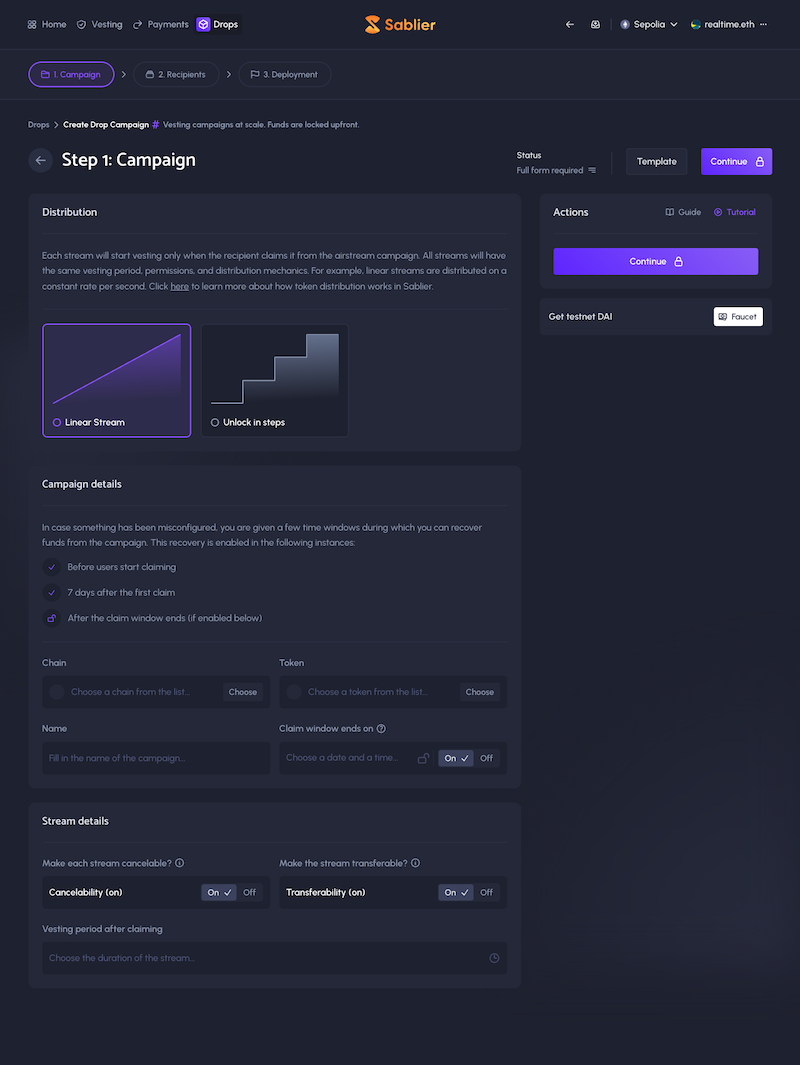 Home Vesting Payments Drops Sablier Sepolia realtime.eth ···
1. Campaign 2. Recipients 3. Deployment
Drops Create Drop Campaign # Vesting campaigns at scale. Funds are locked upfront.
Step 1: Campaign
Status
Full form required
Template
Continue
Distribution
Each stream will start vesting only when the recipient claims it from the airstream campaign. All streams will have
the same vesting period, permissions, and distribution mechanics. For example, linear streams are distributed on a
constant rate per second. Click here to learn more about how token distribution works in Sablier.
Linear Stream
Unlock in steps
Actions
Guide
Tutorial
Continue
Get testnet DAI
Faucet
Campaign details
In case something has been misconfigured, you are given a few time windows during which you can recover
funds from the campaign. This recovery is enabled in the following instances:
Before users start claiming
7 days after the first claim
After the claim window ends (if enabled below)
Chain
Choose a chain from the list...
Choose
Token
Choose a token from the list...
Choose
Name
Fill in the name of the campaign...
Claim window ends on
Choose a date and a time...
On Off
Stream details
Make each stream cancelable?
Cancelability (on)
On Off
Make the stream transferable?
Transferability (on)
On Off
Vesting period after claiming
Choose the duration of the stream...